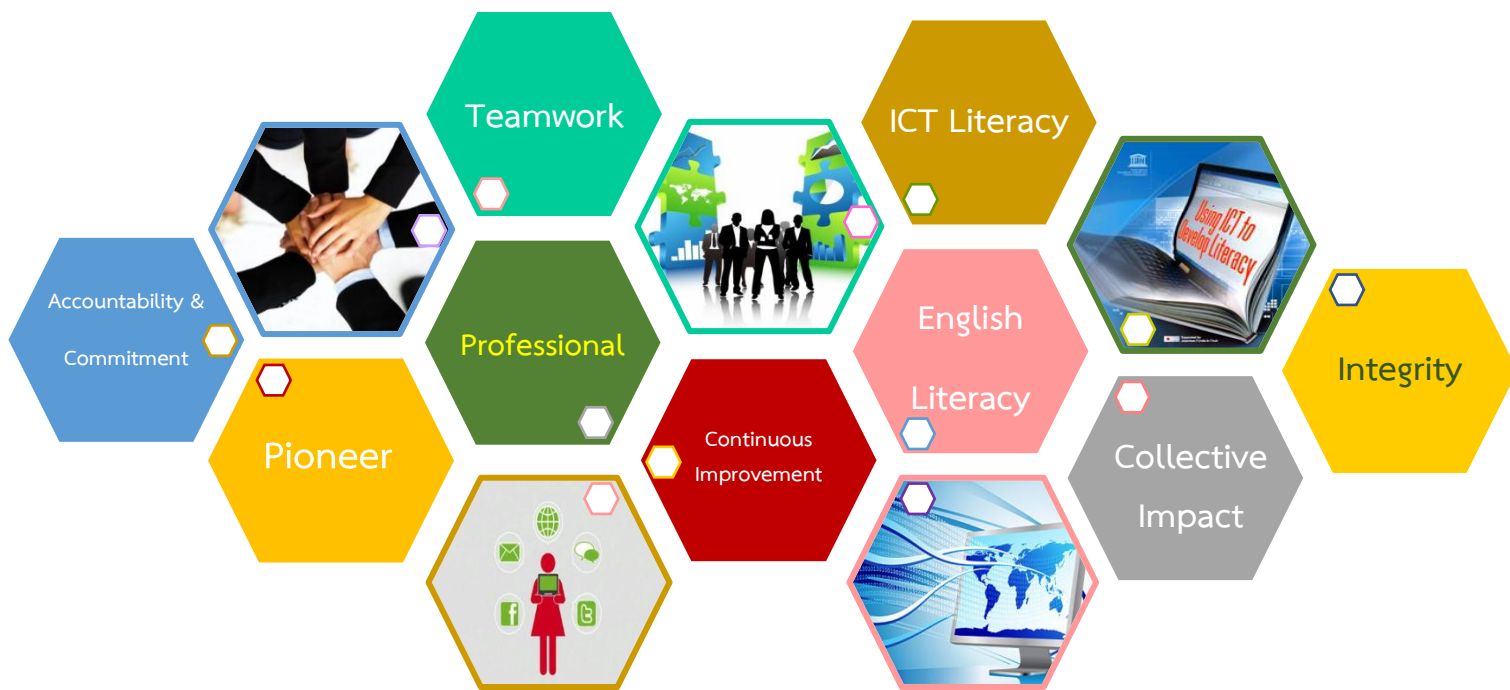 Teamwork
ICT Literacy
Using ICT to
Develop Literacy
Accountability &
Commitment
Professional
English
Literacy
Integrity
Pioneer
Continuous
Improvement
Collective
Impact